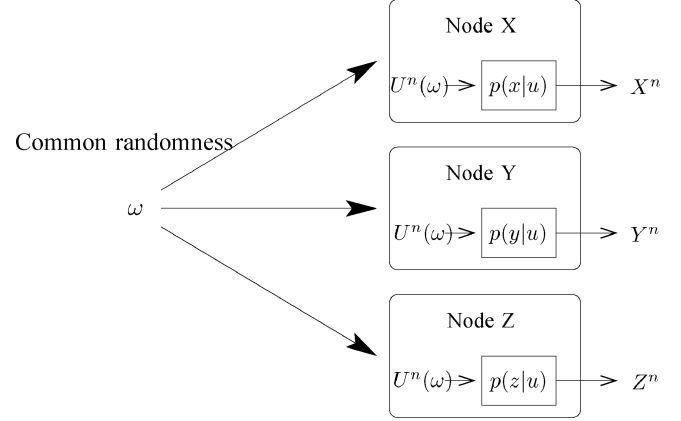 Node X
U^n(ω) p(x|u) X^n
Common randomness
Node Y
ω
U^n(ω) p(y|u) Y^n
Node Z
U^n(ω) p(z|u) Z^n